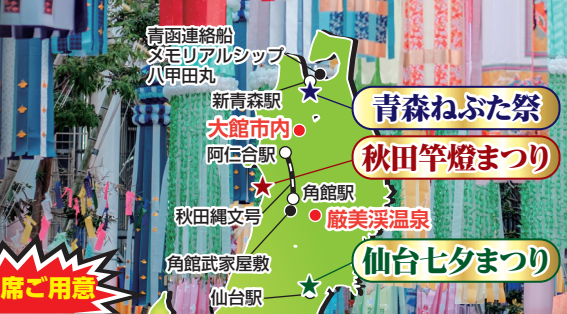 青函連絡船
メモリアルシップ
八甲田丸
新青森駅
青森ねぶた祭
大館市内
阿仁合駅
秋田竿燈まつり
角館駅
秋田縄文号
厳美渓温泉
角館武家屋敷
仙台七夕まつり
仙台駅
席ご用意